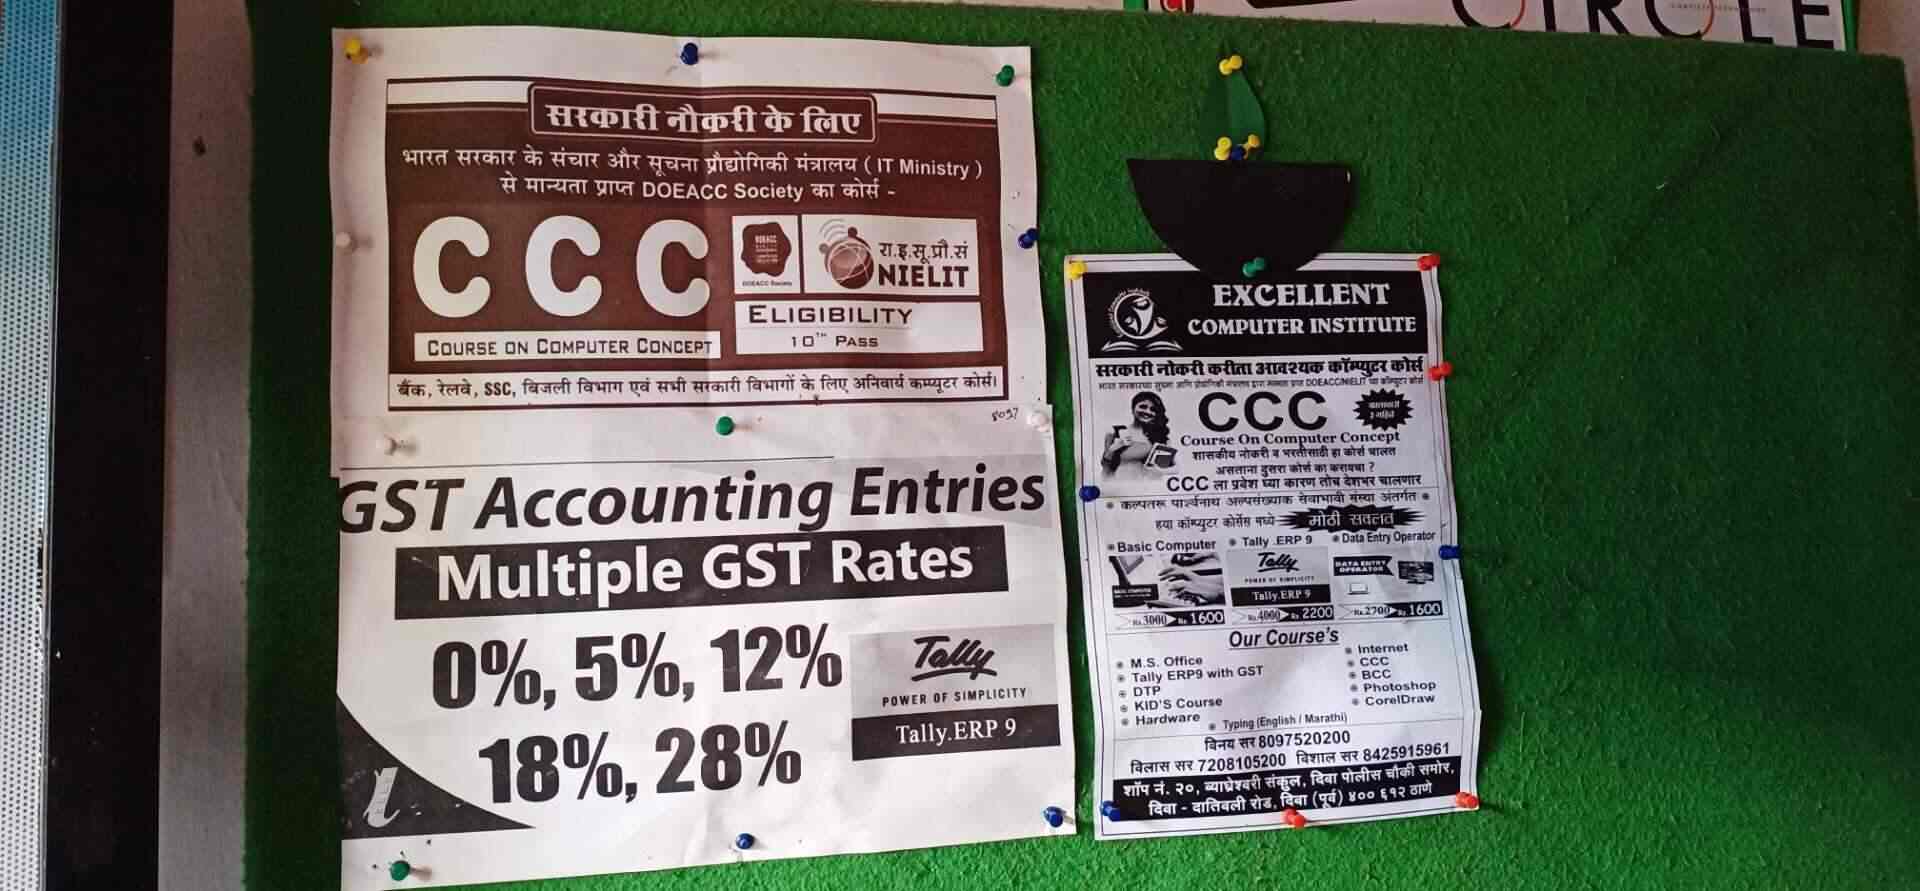 CIRCLE
सरकारी नौकरी के लिए
भारत सरकार के संचार और सूचना प्रौद्योगिकी मंत्रालय ( IT Ministry )
से मान्यता प्राप्त DOEACC Society का कोर्स -
CCC
DOEACC Society
रा.इ.सू.प्रौ.सं
NIELIT
ELIGIBILITY
10TH PASS
COURSE ON COMPUTER CONCEPT
बैंक, रेलवे, SSC, बिजली विभाग एवं सभी सरकारी विभागों के लिए अनिवार्य कम्प्यूटर कोर्स।
8097
GST Accounting Entries
Multiple GST Rates
0%, 5%, 12%
18%, 28%
Tally
POWER OF SIMPLICITY
Tally.ERP 9
EXCELLENT
COMPUTER INSTITUTE
सरकारी नोकरी करीता आवश्यक कॉम्प्युटर कोर्स
CCC
Course On Computer Concept
शासकीय नोकरी व भरतीसाठी हा कोर्स चालत
असताना दुसरा कोर्स का करायचा ?
CCC ला प्रवेश घ्या कारण तोच देशभर चालणार
कल्पतरू पार्श्वनाथ अल्पसंख्याक सेवाभावी संस्था अंतर्गत
हया कॉम्प्युटर कोर्सेस मध्ये मोठी सवलत
Basic Computer Tally .ERP 9 Data Entry Operator
Tally
POWER OF SIMPLICITY
Tally.ERP 9
DATA ENTRY
OPERATOR
Rs.3000 Rs 1600 Rs.4000 Rs 2200 Rs.2700 Rs.1600
Our Course's
M.S. Office
Tally ERP9 with GST
DTP
KID'S Course
Hardware
Internet
CCC
BCC
Photoshop
CorelDraw
Typing (English / Marathi)
विनय सर 8097520200
विलास सर 7208105200 विशाल सर 8425915961
शॉप नं. २०, व्याघ्रेश्वरी संकुल, दिवा पोलीस चौकी समोर,
दिवा - दातिवली रोड, दिवा (पूर्व) ४०० ६१२ ठाणे